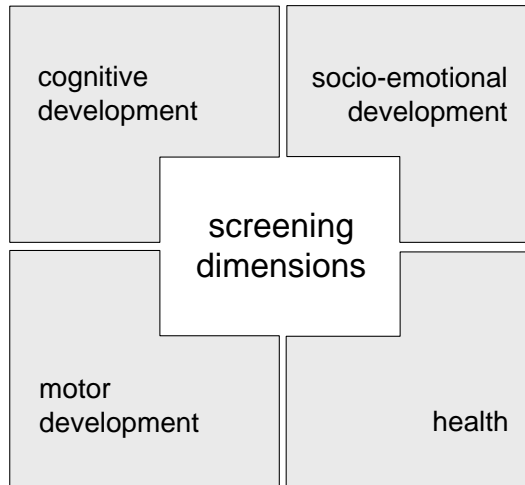 cognitive
development
socio-emotional
development
screening
dimensions
motor
development
health